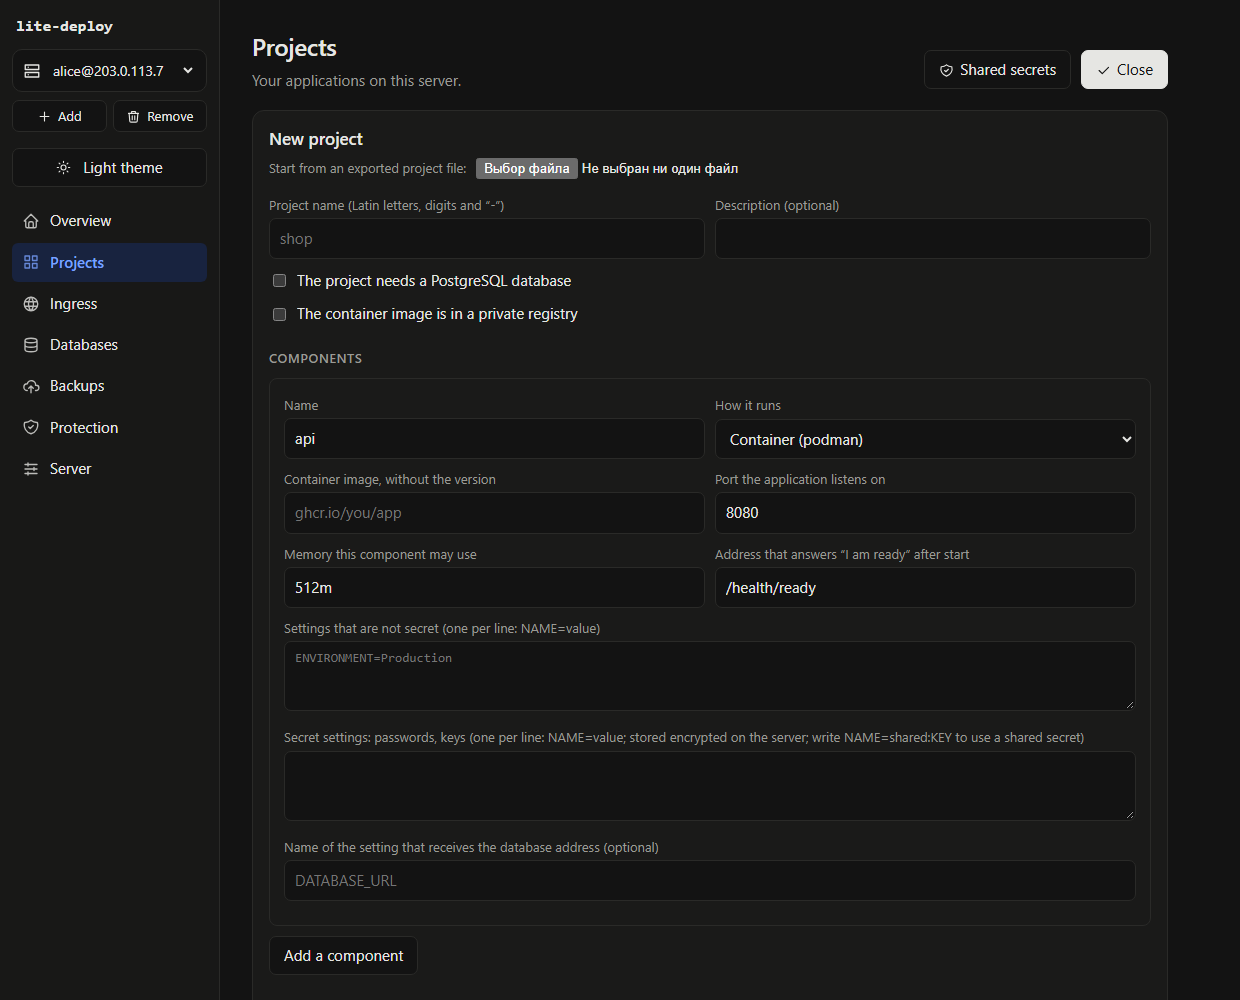 lite-deploy
alice@203.0.113.7
Add
Remove
Light theme
Overview
Projects
Ingress
Databases
Backups
Protection
Server
Projects
Your applications on this server.
Shared secrets
Close
New project
Start from an exported project file: Выбор файла Не выбран ни один файл
Project name (Latin letters, digits and “-”)
Description (optional)
shop
The project needs a PostgreSQL database
The container image is in a private registry
COMPONENTS
Name
How it runs
api
Container (podman)
Container image, without the version
Port the application listens on
ghcr.io/you/app
8080
Memory this component may use
Address that answers “I am ready” after start
512m
/health/ready
Settings that are not secret (one per line: NAME=value)
ENVIRONMENT=Production
Secret settings: passwords, keys (one per line: NAME=value; stored encrypted on the server; write NAME=shared:KEY to use a shared secret)
Name of the setting that receives the database address (optional)
DATABASE_URL
Add a component